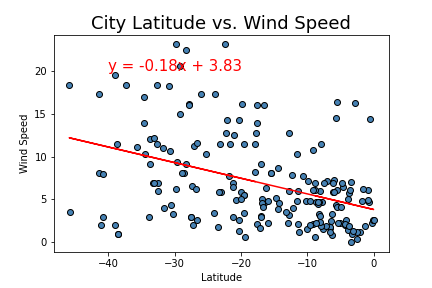 City Latitude vs. Wind Speed
y = -0.18x + 3.83
Wind Speed
20
15
10
5
0
−40
−30
−20
−10
0
Latitude